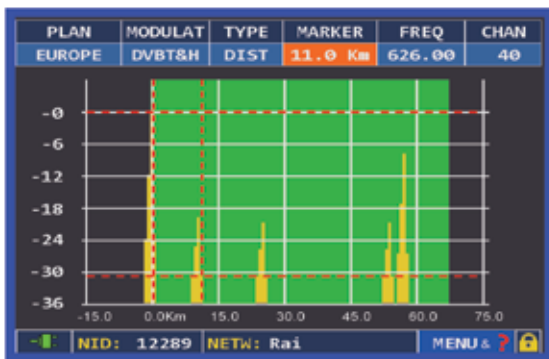 PLAN MODULAT TYPE MARKER FREQ CHAN
EUROPE DVBT&H DIST 11.0 Km 626.00 40
-0
-6
-12
-18
-24
-30
-36
-15.0 0.0Km 15.0 30.0 45.0 60.0 75.0
NID: 12289 NETW: Rai MENU & ?